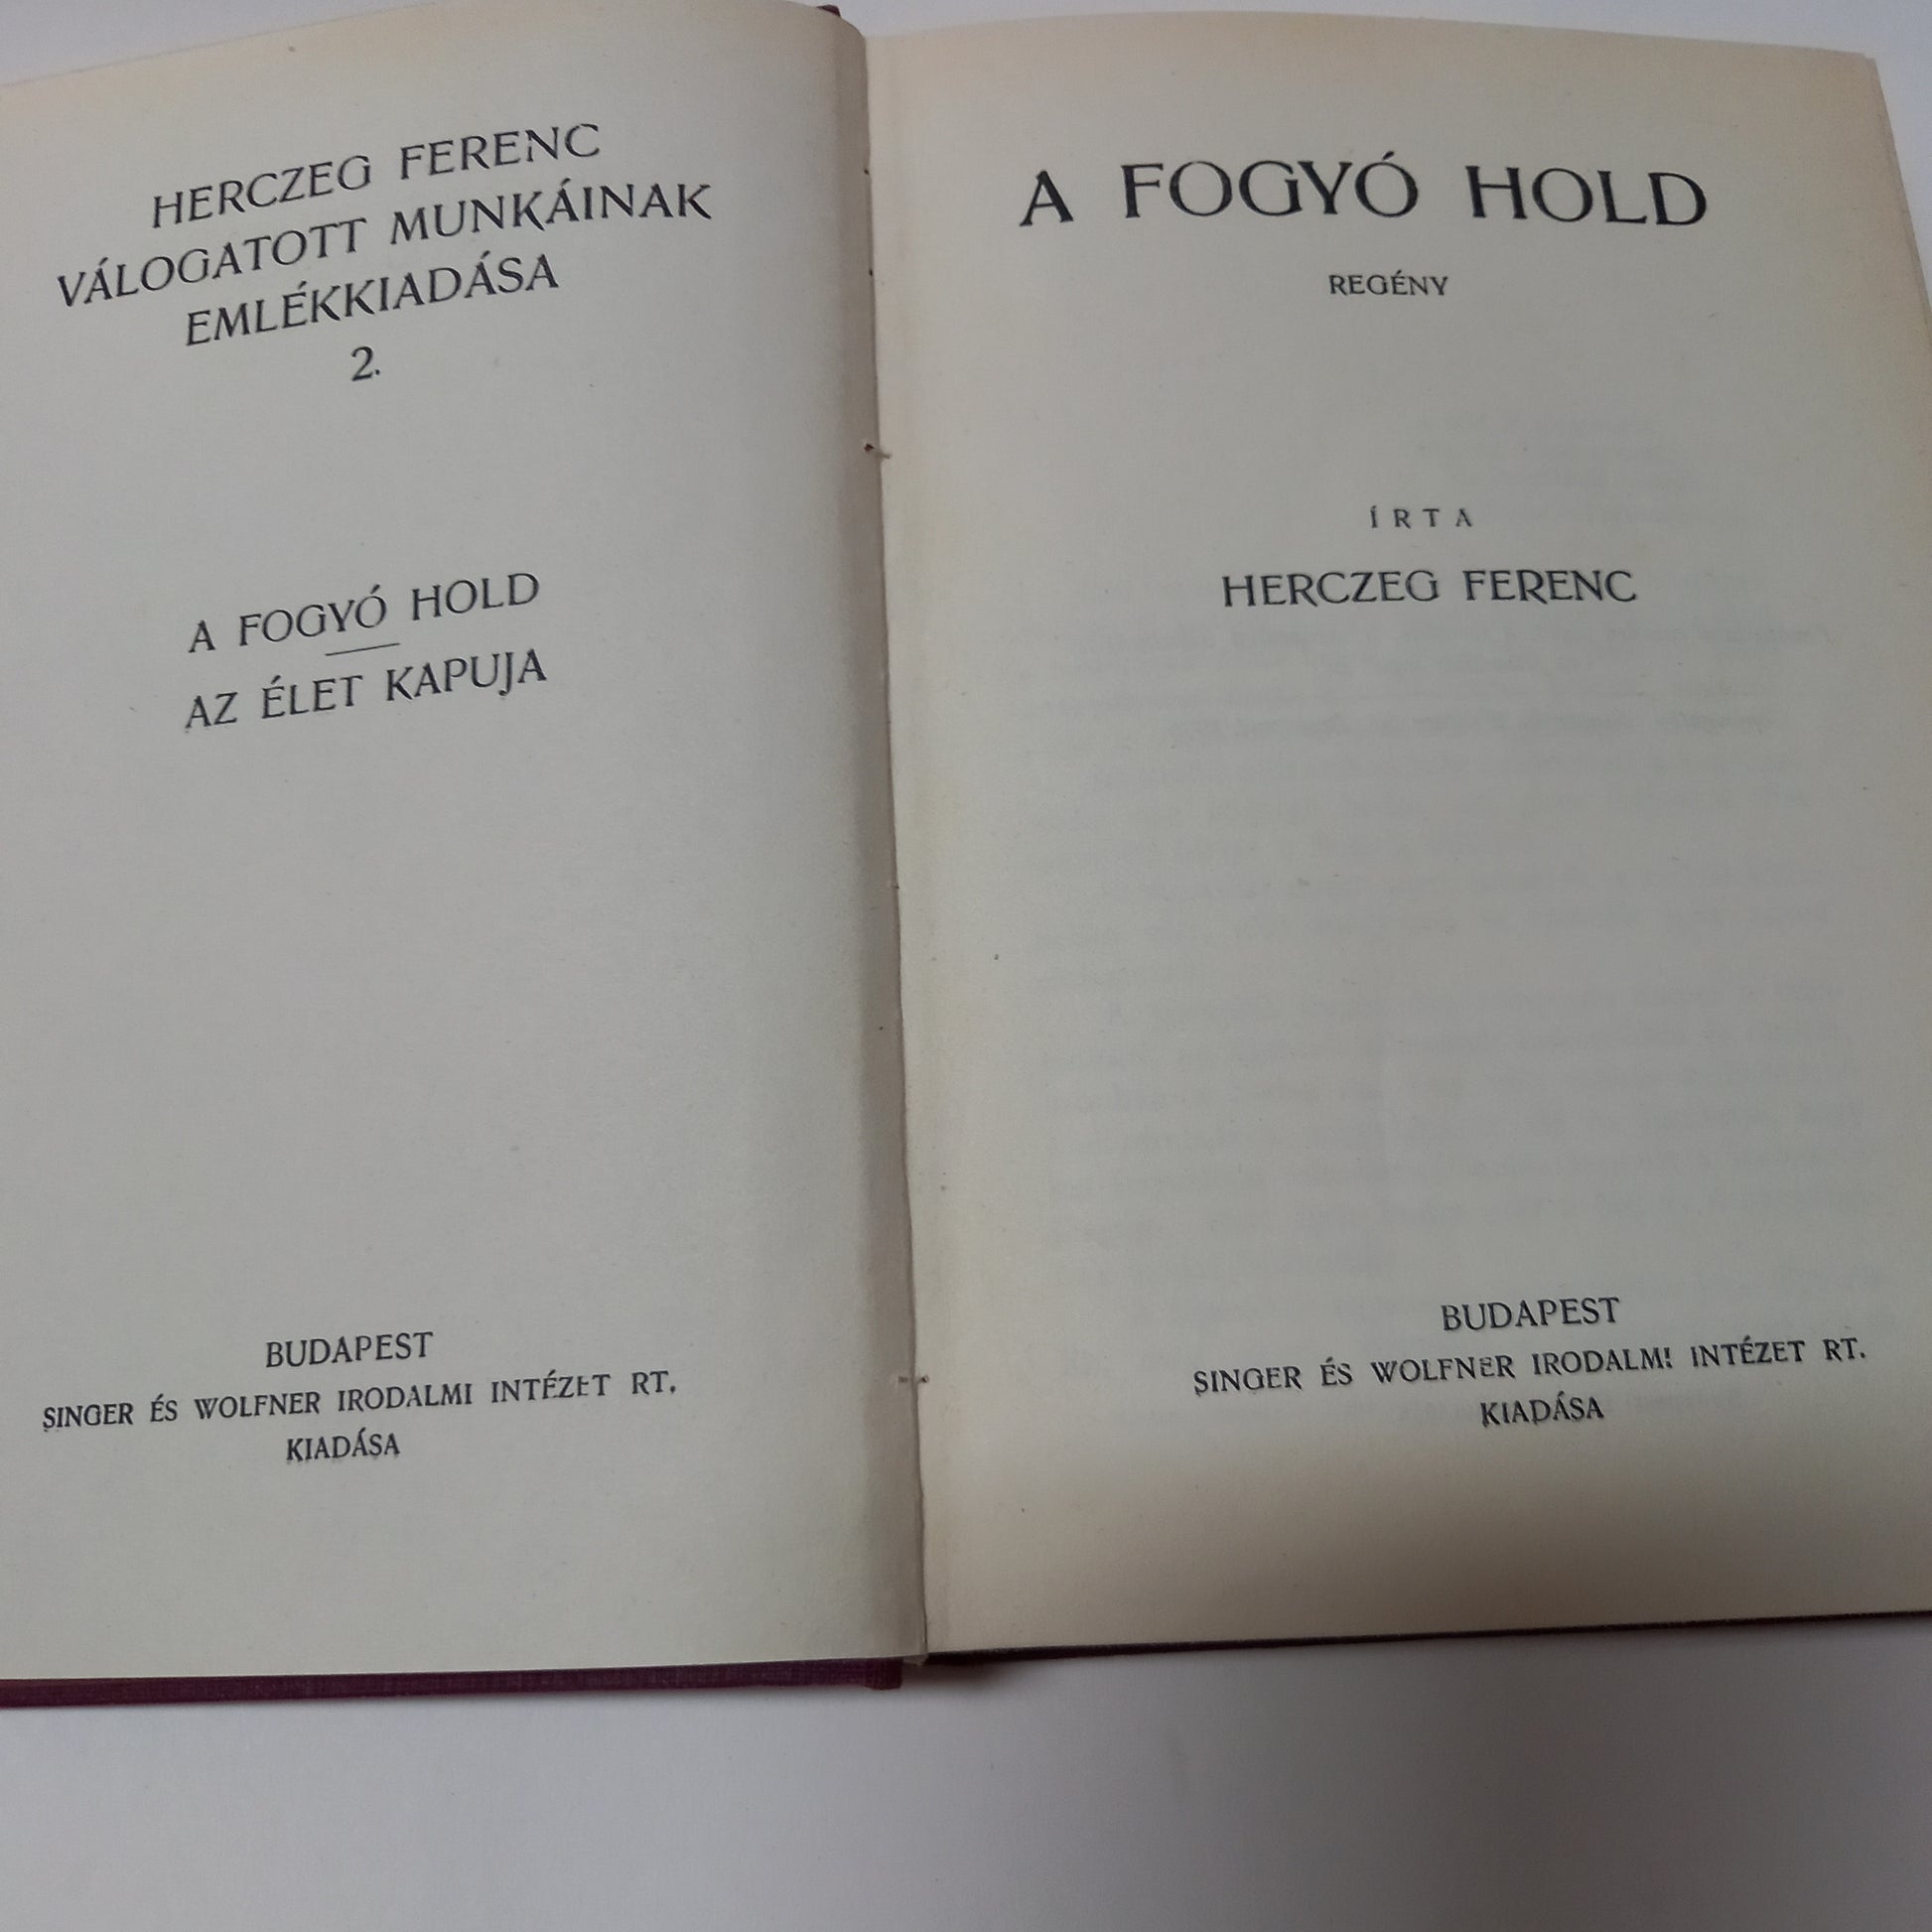 HERCZEG FERENC
VÁLOGATOTT MUNKÁINAK
EMLÉKKIADÁSA
2.
A FOGYÓ HOLD
AZ ÉLET KAPUJA
BUDAPEST
SINGER ÉS WOLFNER IRODALMI INTÉZET RT.
KIADÁSA
A FOGYÓ HOLD
REGÉNY
ÍRTA
HERCZEG FERENC
BUDAPEST
SINGER ÉS WOLFNER IRODALMI INTÉZET RT.
KIADÁSA